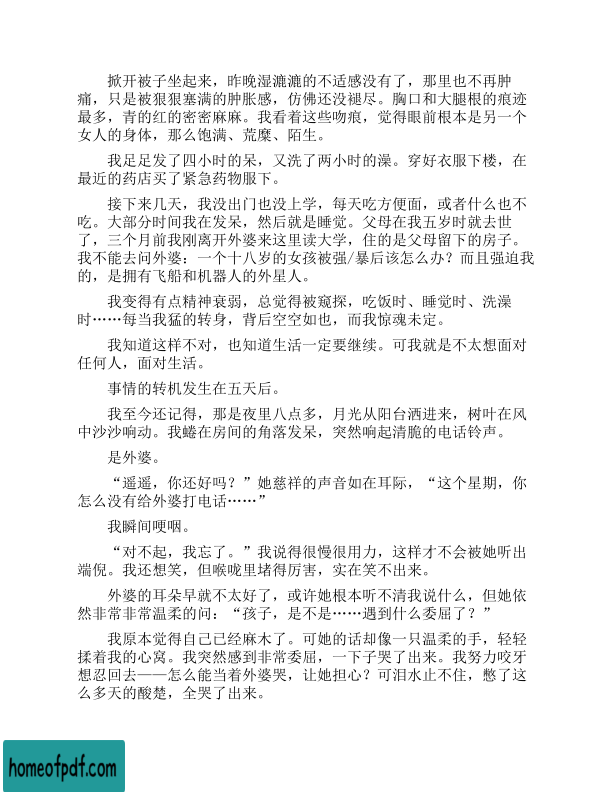 掀开被子坐起来，昨晚湿漉漉的不适感没有了，那里也不再肿
痛，只是被狠狠塞满的肿胀感，仿佛还没褪尽。胸口和大腿根的痕迹
最多，青的红的密密麻麻。我看着这些吻痕，觉得眼前根本是另一个
女人的身体，那么饱满、荒糜、陌生。
我足足发了四小时的呆，又洗了两小时的澡。穿好衣服下楼，在
最近的药店买了紧急药物服下。
接下来几天，我没出门也没上学，每天吃方便面，或者什么也不
吃。大部分时间我在发呆，然后就是睡觉。父母在我五岁时就去世
了，三个月前我刚离开外婆来这里读大学，住的是父母留下的房子。
我不能去问外婆：一个十八岁的女孩被强/暴后该怎么办？而且强迫我
的，是拥有飞船和机器人的外星人。
我变得有点精神衰弱，总觉得被窥探，吃饭时、睡觉时、洗澡
时……每当我猛的转身，背后空空如也，而我惊魂未定。
我知道这样不对，也知道生活一定要继续。可我就是不太想面对
任何人，面对生活。
事情的转机发生在五天后。
我至今还记得，那是夜里八点多，月光从阳台洒进来，树叶在风
中沙沙响动。我蜷在房间的角落发呆，突然响起清脆的电话铃声。
是外婆。
“遥遥，你还好吗？”她慈祥的声音如在耳际，“这个星期，你
怎么没有给外婆打电话……”
我瞬间哽咽。
“对不起，我忘了。”我说得很慢很用力，这样才不会被她听出
端倪。我还想笑，但喉咙里堵得厉害，实在笑不出来。
外婆的耳朵早就不太好了，或许她根本听不清我说什么，但她依
然非常非常温柔的问：“孩子，是不是……遇到什么委屈了？”
我原本觉得自己已经麻木了。可她的话却像一只温柔的手，轻轻
揉着我的心窝。我突然感到非常委屈，一下子哭了出来。我努力咬牙
想忍回去——怎么能当着外婆哭，让她担心？可泪水止不住，憋了这
么多天的酸楚，全哭了出来。
homeofpdf.com